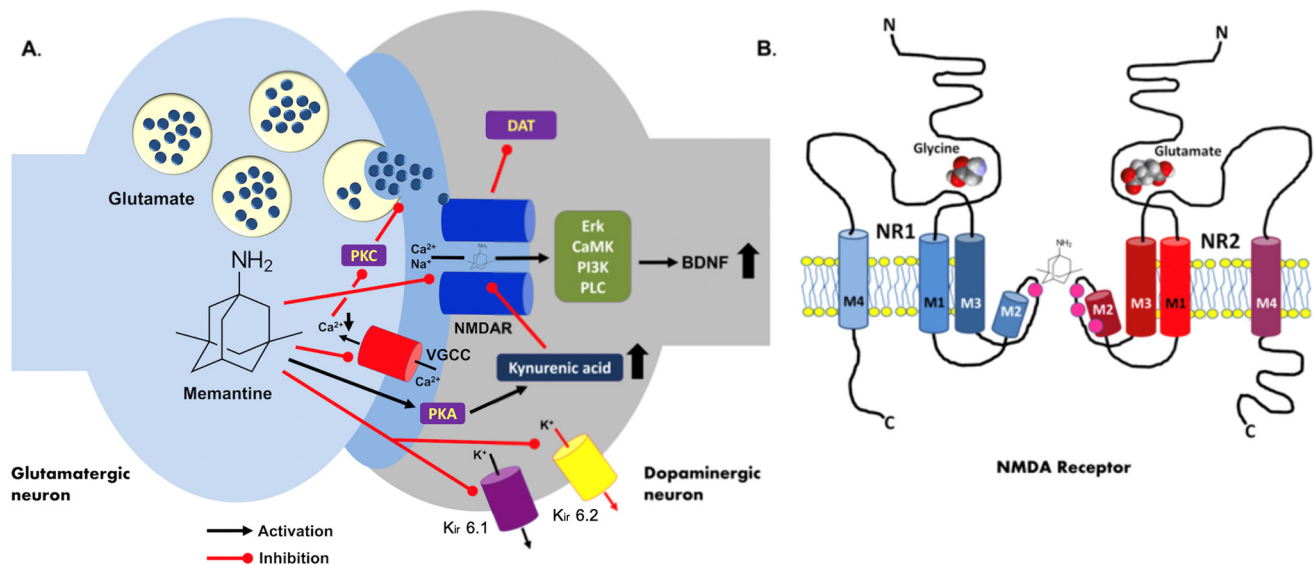 A.
Glutamate
NH₂
Memantine
PKC
Ca²⁺
VGCC
Ca²⁺
PKA
DAT
Ca²⁺
Na⁺
NH₂
NMDAR
Erk
CaMK
PI3K
PLC
BDNF
Kynurenic acid
K⁺
Kir 6.1
K⁺
Kir 6.2
Glutamatergic
neuron
Dopaminergic
neuron
Activation
Inhibition
B.
N
N
Glycine
Glutamate
NR1
NR2
NH₂
M4
M1
M3
M2
M2
M3
M1
M4
C
C
NMDA Receptor